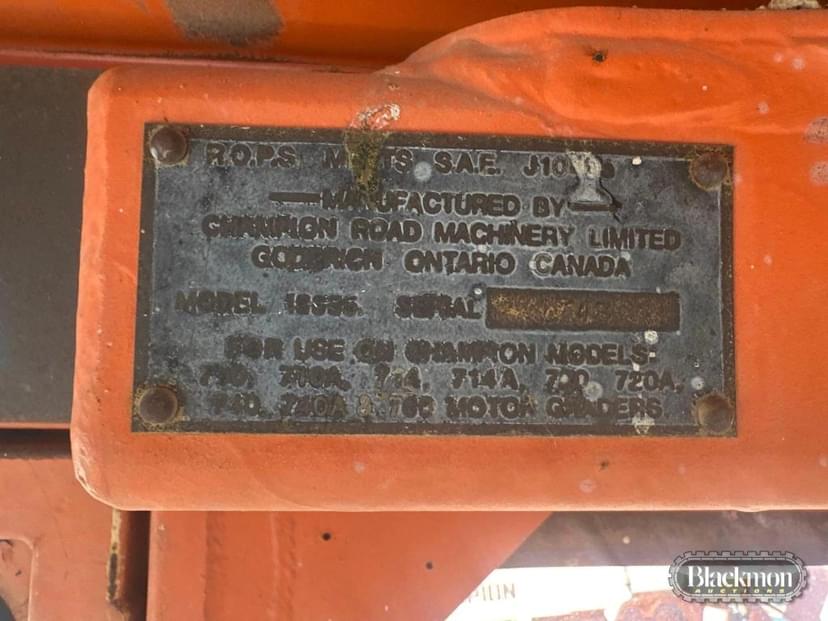 R.O.P.S MEETS S.A.E.
MANUFACTURED BY
CHAMPION ROAD MACHINERY LIMITED
GODERICH ONTARIO CANADA
MODEL SERIAL
FOR USE ON CHAMPION MODELS:
710, 710A, 714, 714A, 720, 720A,
740, 740A & 760 MOTOR GRADERS
Blackmon
AUCTIONS